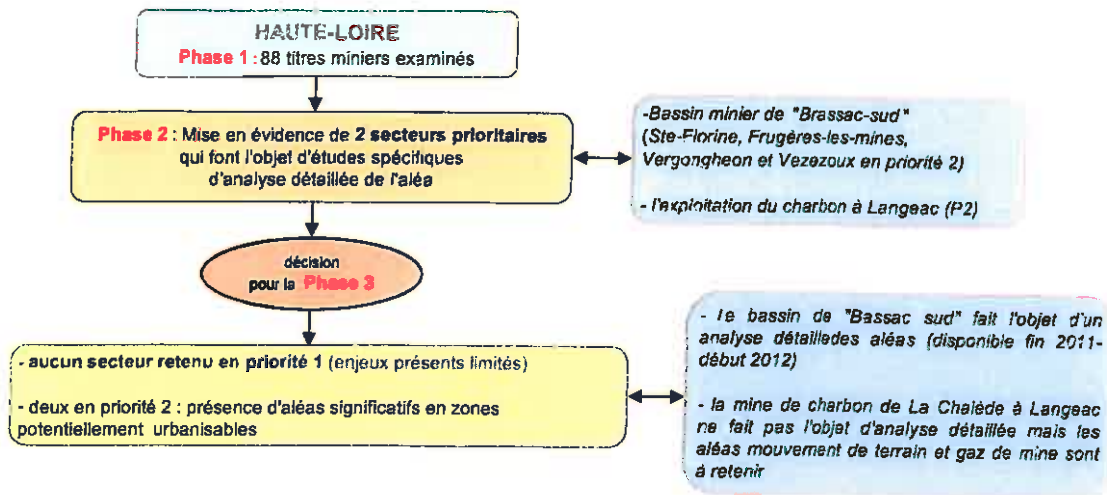 HAUTE-LOIRE
Phase 1 : 88 titres miniers examinés
Phase 2 : Mise en évidence de 2 secteurs prioritaires
qui font l'objet d'études spécifiques
d'analyse détaillée de l'aléa
-Bassin minier de "Brassac-sud"
(Ste-Florine, Frugères-les-mines,
Vergongheon et Vezezoux en priorité 2)
- l'exploitation du charbon à Langeac (P2)
décision
pour la Phase 3
- aucun secteur retenu en priorité 1 (enjeux présents limités)
- deux en priorité 2 : présence d'aléas significatifs en zones
potentiellement urbanisables
- le bassin de "Bassac sud" fait l'objet d'un
analyse détailledes aléas (disponible fin 2011-
début 2012)
- la mine de charbon de La Chalède à Langeac
ne fait pas l'objet d'analyse détaillée mais les
aléas mouvement de terrain et gaz de mine sont
à retenir